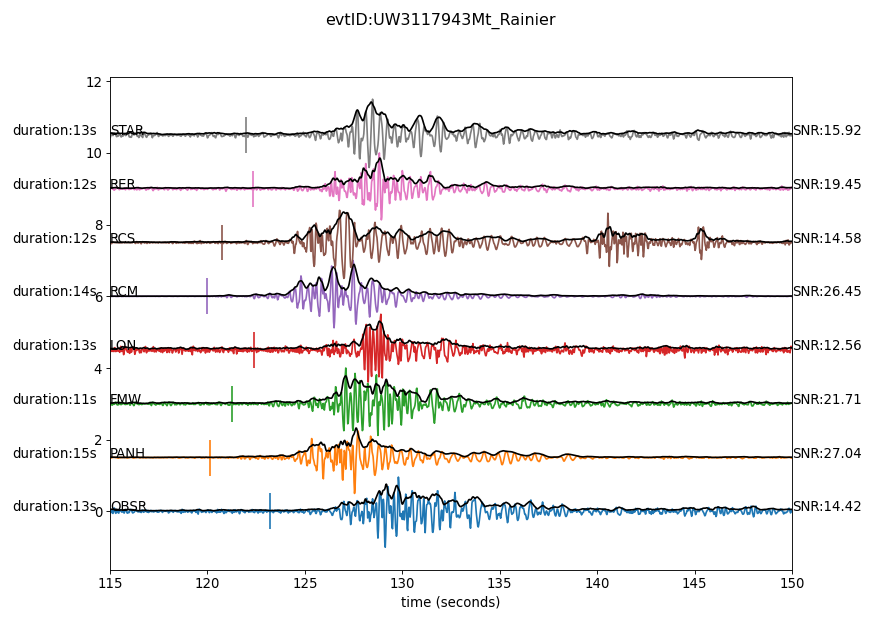 evtID:UW3117943Mt_Rainier
12
duration:13s STAR SNR:15.92
10
duration:12s RER SNR:19.45
8
duration:12s RCS SNR:14.58
duration:14s RCM SNR:26.45
6
duration:13s LON SNR:12.56
4
duration:11s FMW SNR:21.71
2
duration:15s PANH SNR:27.04
duration:13s OBSR SNR:14.42
0
115 120 125 130 135 140 145 150
time (seconds)